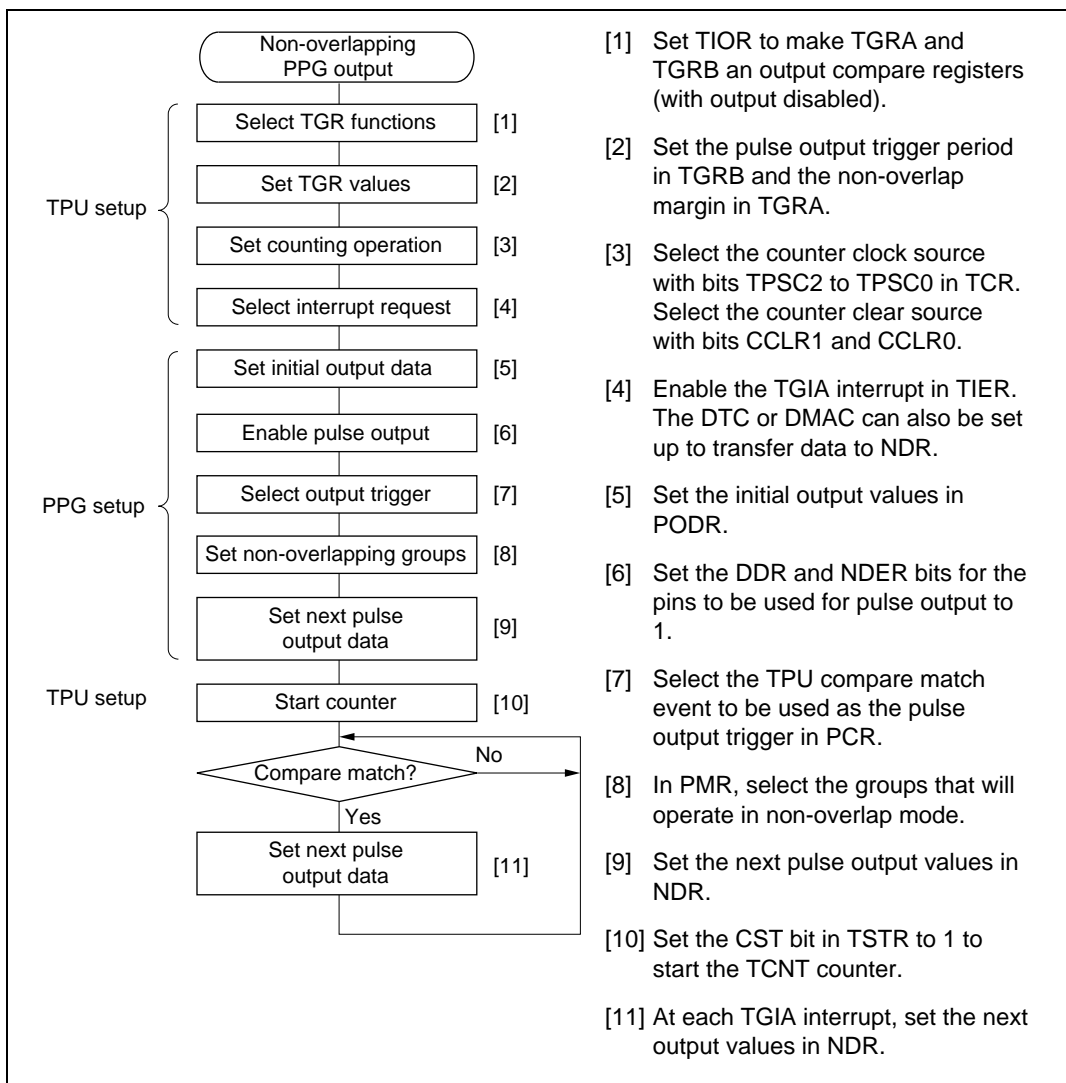 Non-overlapping
PPG output
TPU setup
Select TGR functions [1]
Set TGR values [2]
Set counting operation [3]
Select interrupt request [4]
PPG setup
Set initial output data [5]
Enable pulse output [6]
Select output trigger [7]
Set non-overlapping groups [8]
Set next pulse
output data [9]
TPU setup
Start counter [10]
Compare match?
No
Yes
Set next pulse
output data [11]
[1] Set TIOR to make TGRA and
TGRB an output compare registers
(with output disabled).
[2] Set the pulse output trigger period
in TGRB and the non-overlap
margin in TGRA.
[3] Select the counter clock source
with bits TPSC2 to TPSC0 in TCR.
Select the counter clear source
with bits CCLR1 and CCLR0.
[4] Enable the TGIA interrupt in TIER.
The DTC or DMAC can also be set
up to transfer data to NDR.
[5] Set the initial output values in
PODR.
[6] Set the DDR and NDER bits for the
pins to be used for pulse output to
1.
[7] Select the TPU compare match
event to be used as the pulse
output trigger in PCR.
[8] In PMR, select the groups that will
operate in non-overlap mode.
[9] Set the next pulse output values in
NDR.
[10] Set the CST bit in TSTR to 1 to
start the TCNT counter.
[11] At each TGIA interrupt, set the next
output values in NDR.